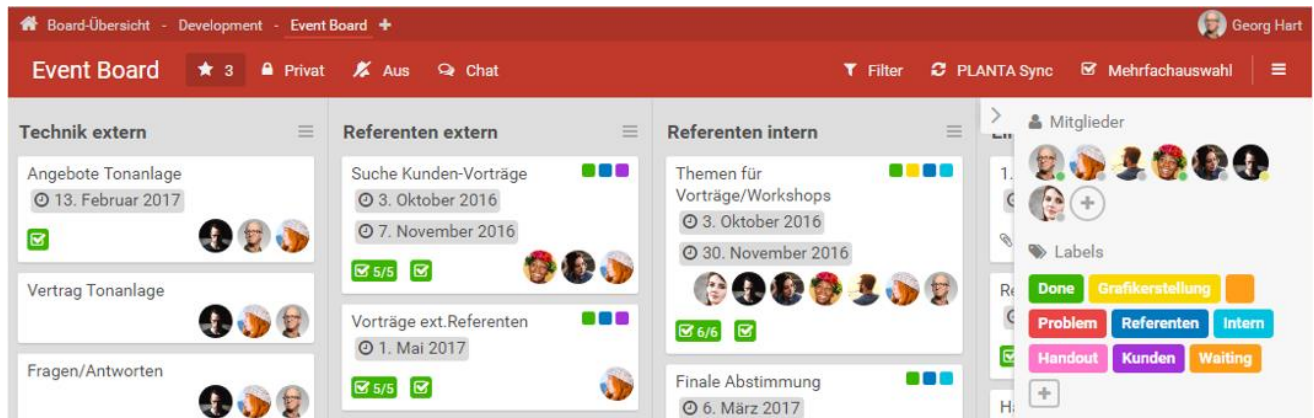 Board-Übersicht - Development - Event Board
Georg Hart
Event Board 3 Privat Aus Chat
Filter PLANTA Sync Mehrfachauswahl
Technik extern
Angebote Tonanlage
13. Februar 2017
Vertrag Tonanlage
Fragen/Antworten
Referenten extern
Suche Kunden-Vorträge
3. Oktober 2016
7. November 2016
5/5
Vorträge ext.Referenten
1. Mai 2017
5/5
Referenten intern
Themen für
Vorträge/Workshops
3. Oktober 2016
30. November 2016
6/6
Finale Abstimmung
6. März 2017
1.
Re
Mitglieder
Labels
Done Grafikerstellung
Problem Referenten Intern
Handout Kunden Waiting